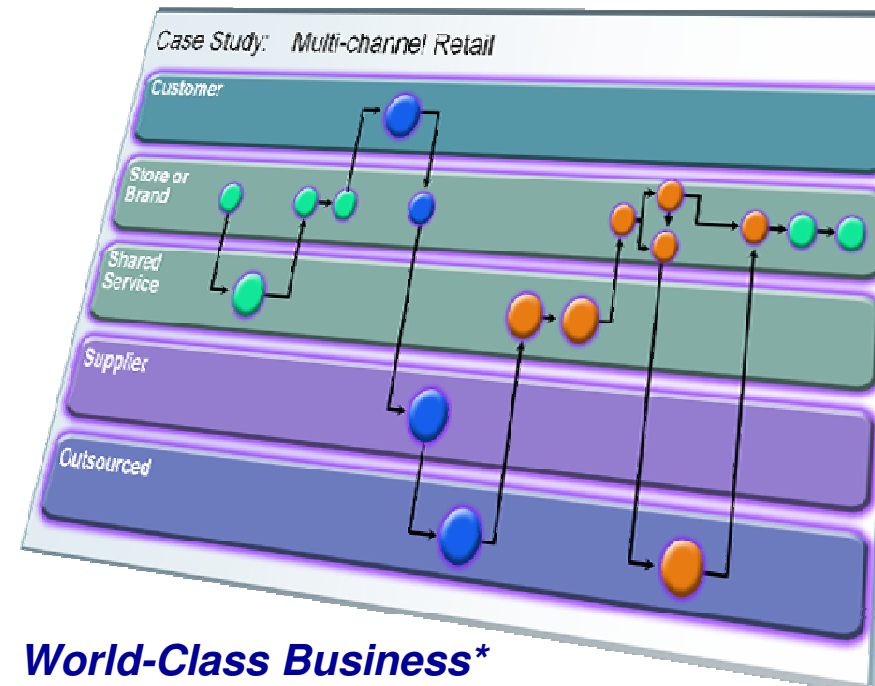 Case Study: Multi-channel Retail
Customer
Store or
Brand
Shared
Service
Supplier
Outsourced
World-Class Business*